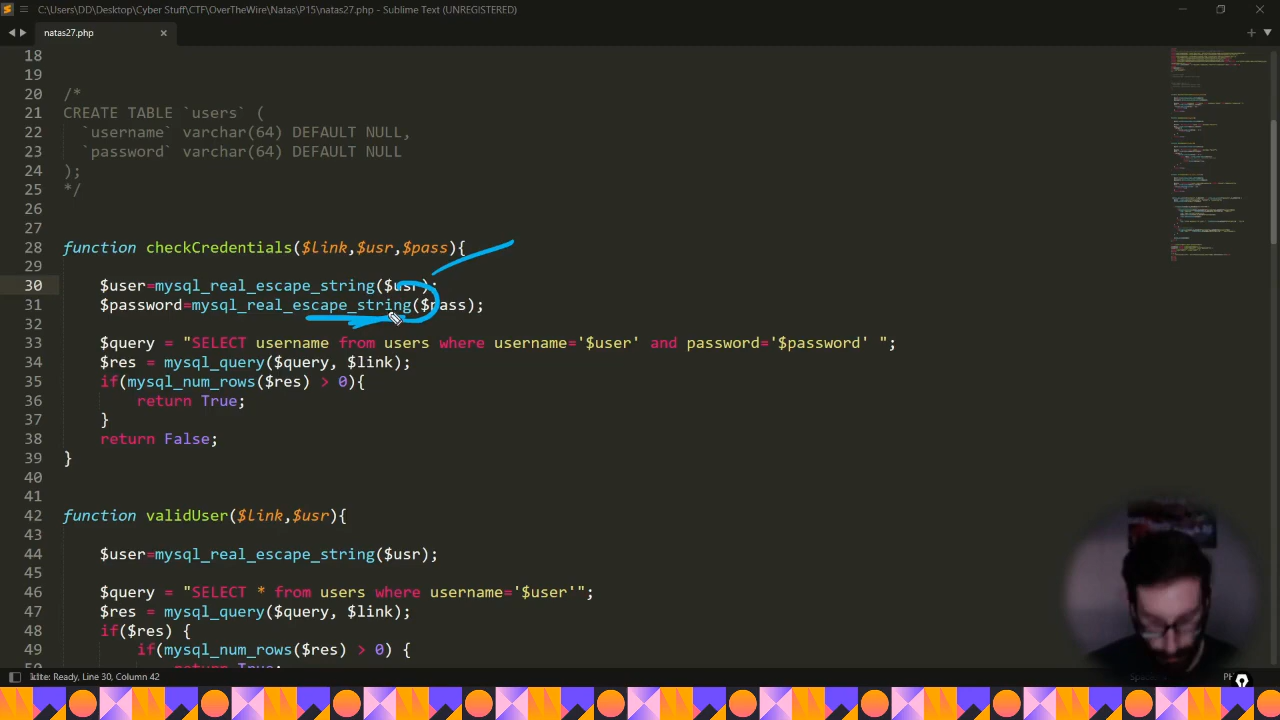 C:\Users\DD\Desktop\Cyber Stuff\CTF\OverTheWire\Natas\P15\natas27.php - Sublime Text (UNREGISTERED)
natas27.php
18
19
20 /*
21 CREATE TABLE `users` (
22 `username` varchar(64) DEFAULT NULL,
23 `password` varchar(64) DEFAULT NULL
24 );
25 */
26
27
28 function checkCredentials($link,$usr,$pass){
29
30 $user=mysql_real_escape_string($usr);
31 $password=mysql_real_escape_string($pass);
32
33 $query = "SELECT username from users where username='$user' and password='$password' ";
34 $res = mysql_query($query, $link);
35 if(mysql_num_rows($res) > 0){
36 return True;
37 }
38 return False;
39 }
40
41
42 function validUser($link,$usr){
43
44 $user=mysql_real_escape_string($usr);
45
46 $query = "SELECT * from users where username='$user'";
47 $res = mysql_query($query, $link);
48 if($res) {
49 if(mysql_num_rows($res) > 0) {
50 return True;
Ready, Line 30, Column 42